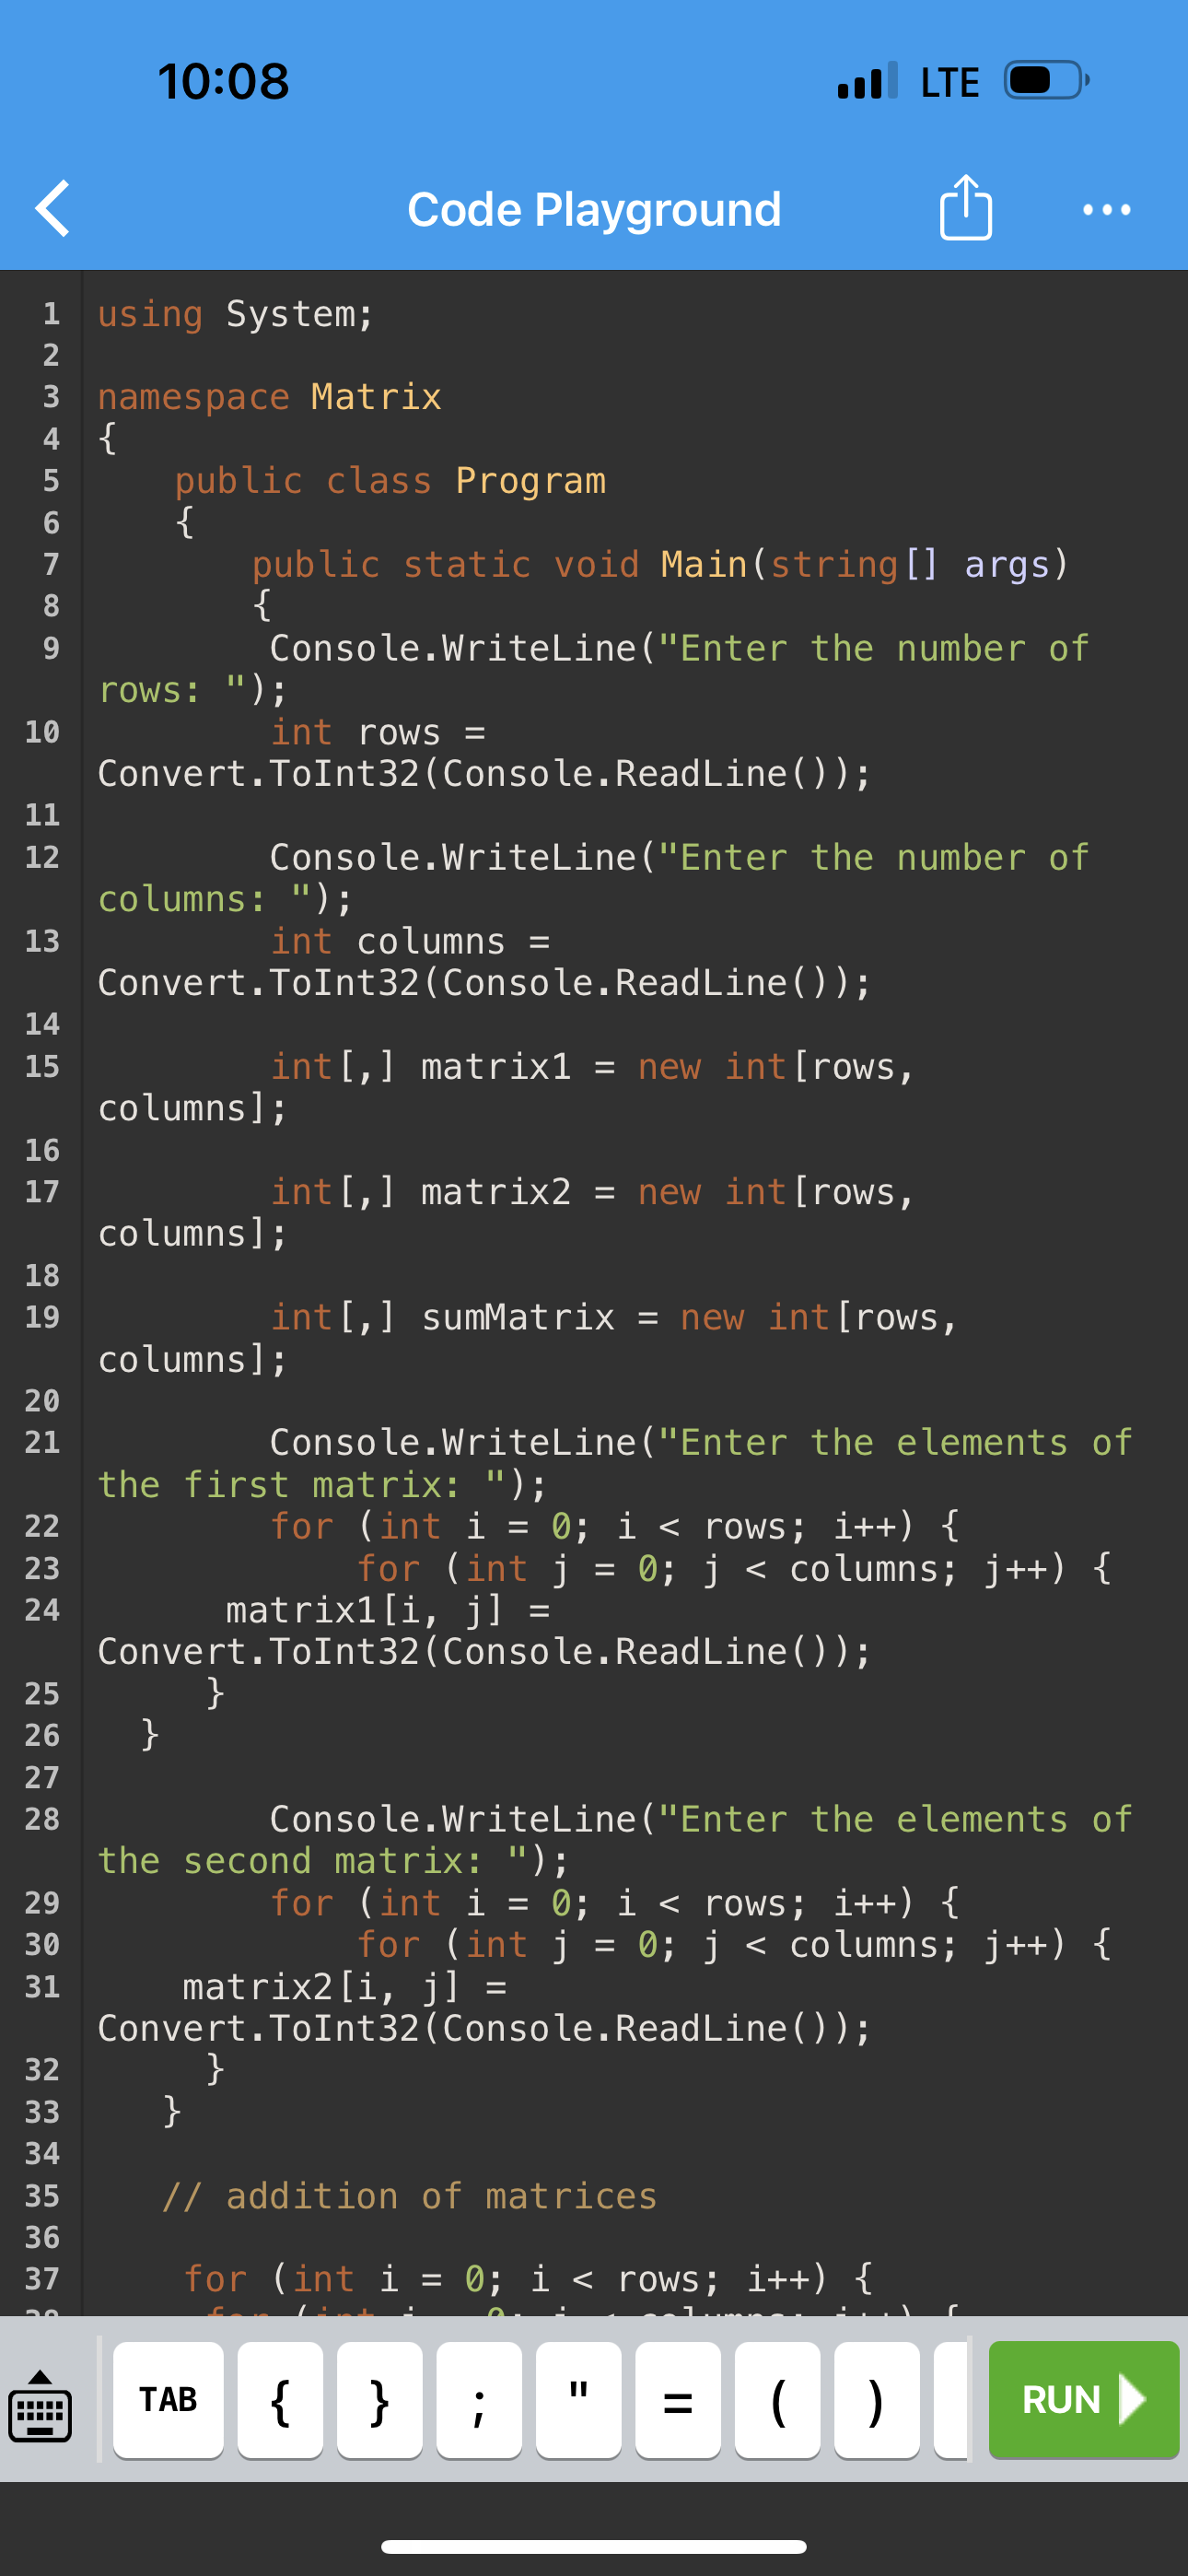 10:08
LTE
Code Playground
1 using System;
2
3 namespace Matrix
4 {
5 public class Program
6 {
7 public static void Main(string[] args)
8 {
9 Console.WriteLine("Enter the number of
rows: ");
10 int rows =
Convert.ToInt32(Console.ReadLine());
11
12 Console.WriteLine("Enter the number of
columns: ");
13 int columns =
Convert.ToInt32(Console.ReadLine());
14
15 int[,] matrix1 = new int[rows,
columns];
16
17 int[,] matrix2 = new int[rows,
columns];
18
19 int[,] sumMatrix = new int[rows,
columns];
20
21 Console.WriteLine("Enter the elements of
the first matrix: ");
22 for (int i = 0; i < rows; i++) {
23 for (int j = 0; j < columns; j++) {
24 matrix1[i, j] =
Convert.ToInt32(Console.ReadLine());
25 }
26 }
27
28 Console.WriteLine("Enter the elements of
the second matrix: ");
29 for (int i = 0; i < rows; i++) {
30 for (int j = 0; j < columns; j++) {
31 matrix2[i, j] =
Convert.ToInt32(Console.ReadLine());
32 }
33 }
34
35 // addition of matrices
36
37 for (int i = 0; i < rows; i++) {
TAB { } ; " = ( ) RUN